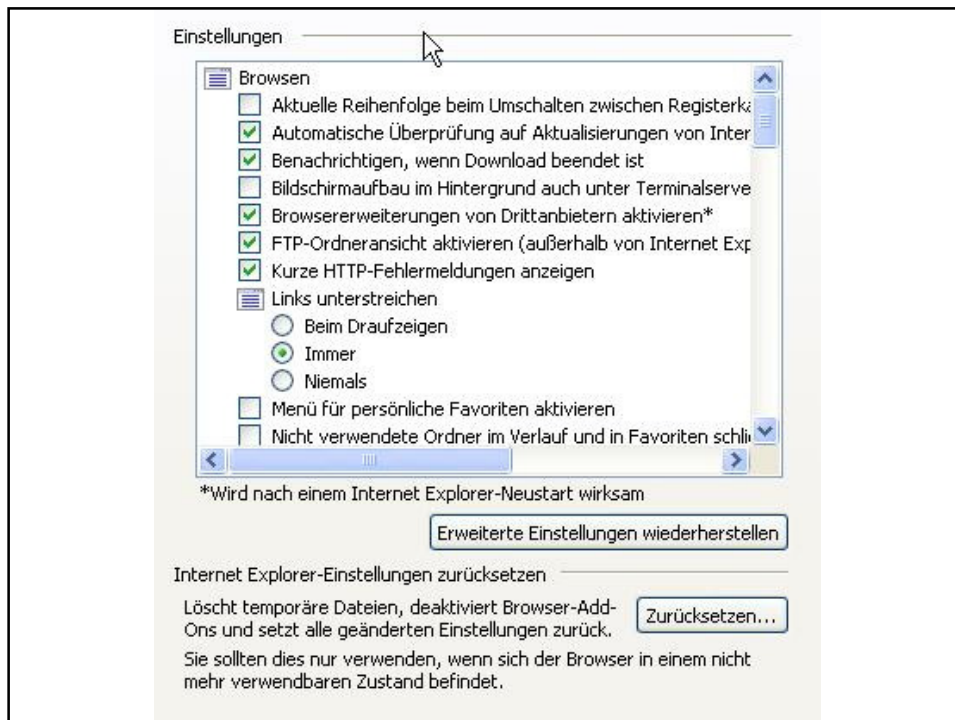 Einstellungen
Browsen
Aktuelle Reihenfolge beim Umschalten zwischen
Automatische Überprüfung auf Aktualisierungen von
Benachrichtigen, wenn Download beendet ist
Bildschirmaufbau im Hintergrund auch unter
Browsererweiterungen von Drittanbietern aktivieren*
FTP-Ordneransicht aktivieren (außerhalb von Internet
Kurze HTTP-Fehlermeldungen anzeigen
Links unterstreichen
Beim Draufzeigen
Immer
Niemals
Menü für persönliche Favoriten aktivieren
Nicht verwendete Ordner im Verlauf und in Favoriten
*Wird nach einem Internet Explorer-Neustart wirksam
Erweiterte Einstellungen wiederherstellen
Internet Explorer-Einstellungen zurücksetzen
Löscht temporäre Dateien, deaktiviert Browser-Add-
Ons und setzt alle geänderten Einstellungen zurück.
Zurücksetzen...
Sie sollten dies nur verwenden, wenn sich der Browser in einem nicht
mehr verwendbaren Zustand befindet.